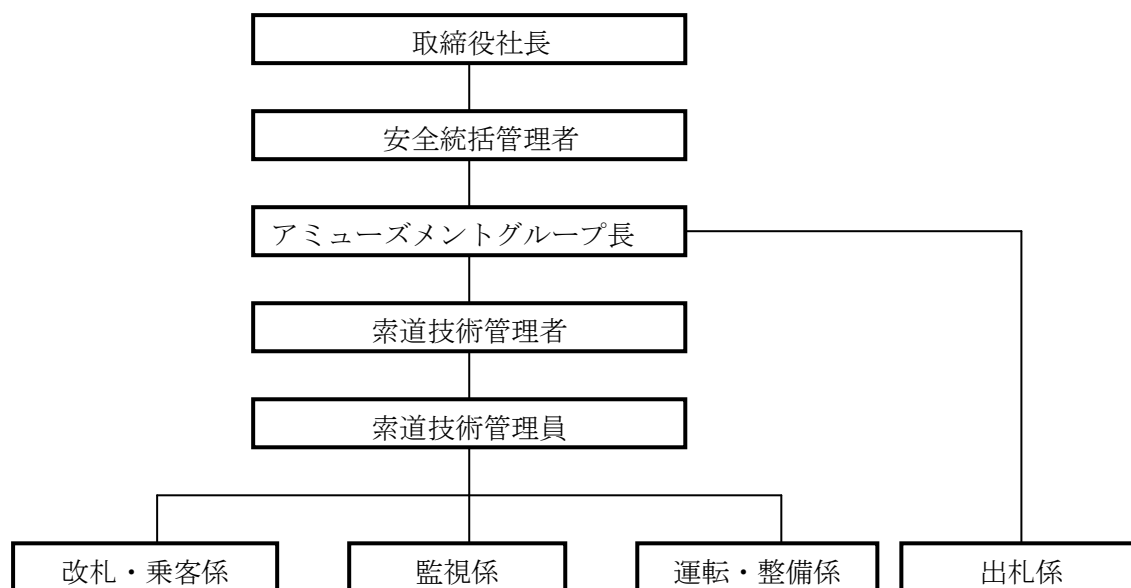 取締役社長
安全統括管理者
アミューズメントグループ長
索道技術管理者
索道技術管理員
改札・乗客係
監視係
運転・整備係
出札係